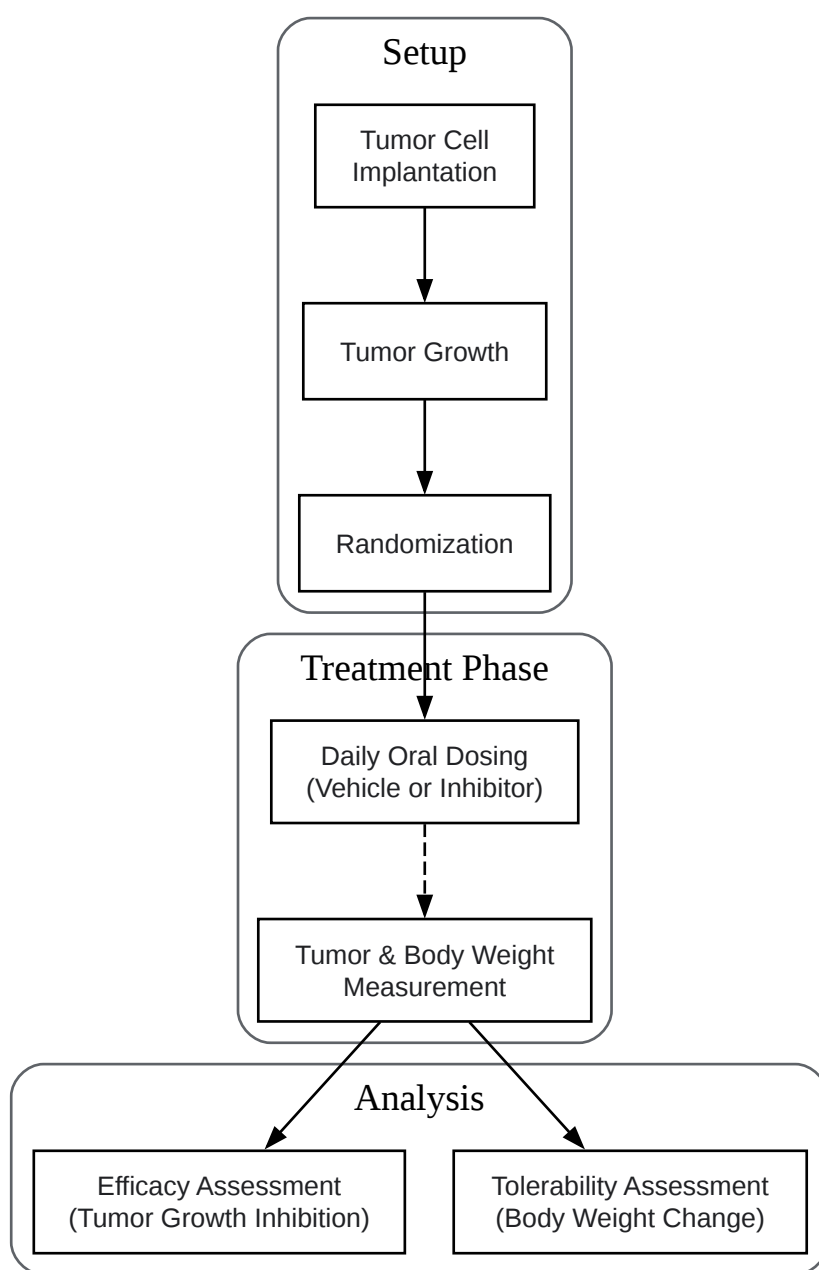 Setup
Tumor Cell
Implantation
Tumor Growth
Randomization
Treatment Phase
Daily Oral Dosing
(Vehicle or Inhibitor)
Tumor & Body Weight
Measurement
Analysis
Efficacy Assessment
(Tumor Growth Inhibition)
Tolerability Assessment
(Body Weight Change)